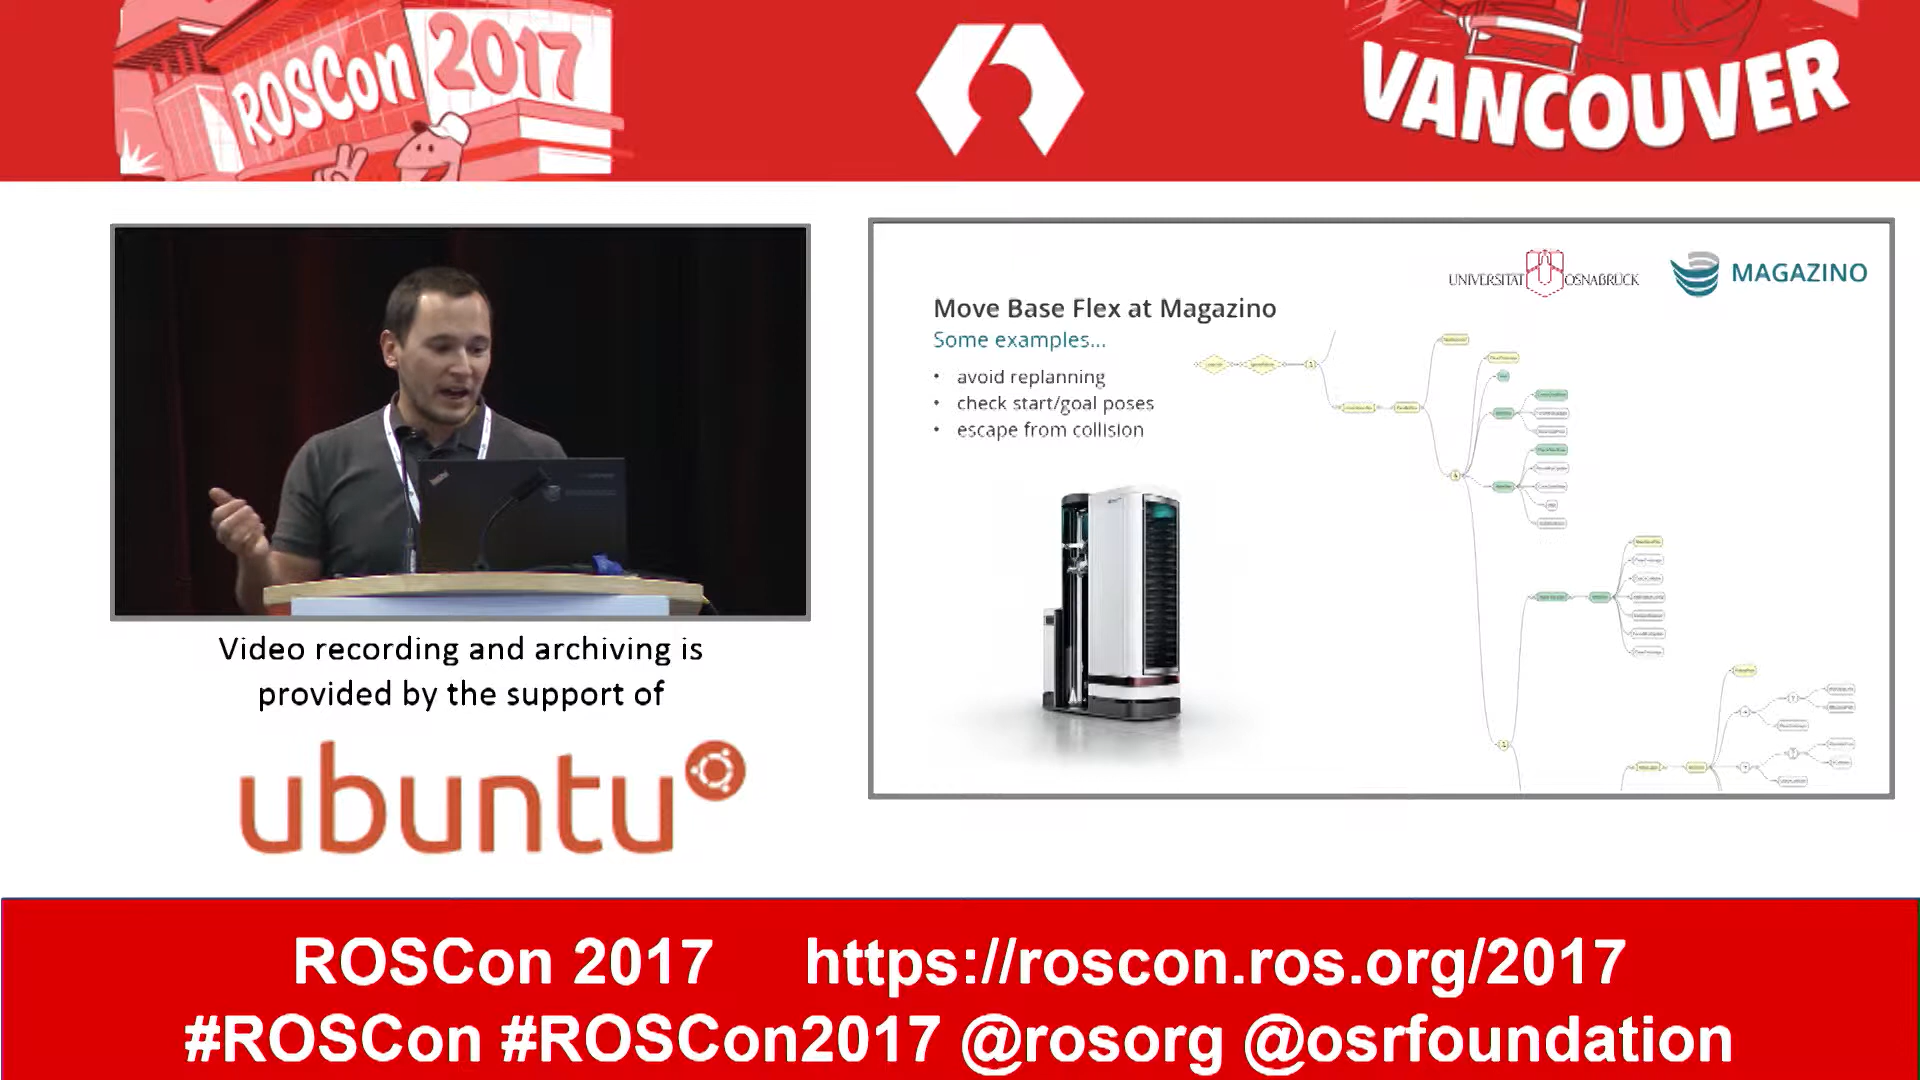 ROSCon 2017
VANCOUVER
UNIVERSITÄT OSNABRÜCK
MAGAZINO
Move Base Flex at Magazino
Some examples...
• avoid replanning
• check start/goal poses
• escape from collision
Video recording and archiving is
provided by the support of
ubuntu
ROSCon 2017 https://roscon.ros.org/2017
#ROSCon #ROSCon2017 @rosorg @osrfoundation